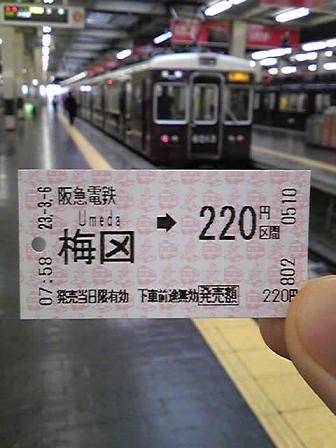 阪急電鉄
Umeda
梅図 ➡ 220円区間
発売当日限有効 下車前途無効 発売額 220円
23-3-6
07:58
0510
802